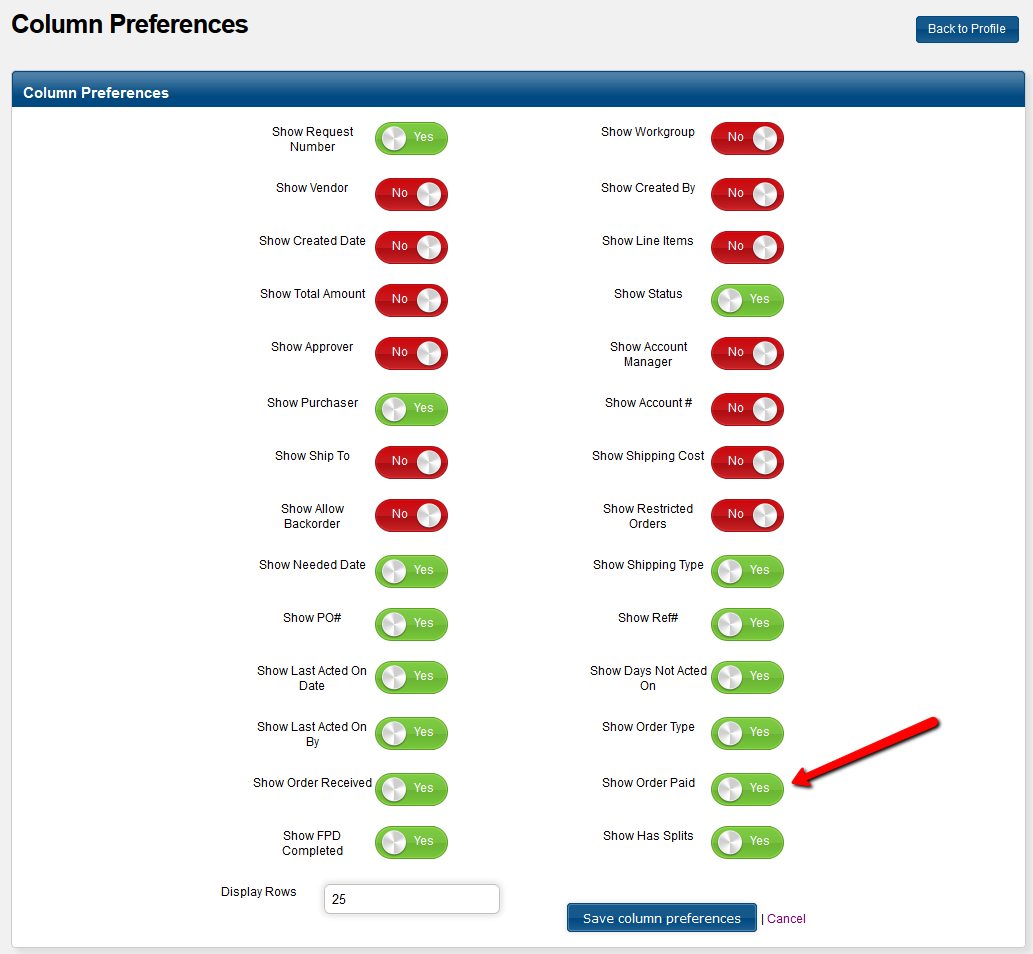 Column Preferences
Back to Profile
Column Preferences
Show Request
Number
Yes
Show Workgroup
No
Show Vendor
No
Show Created By
No
Show Created Date
No
Show Line Items
No
Show Total Amount
No
Show Status
Yes
Show Approver
No
Show Account
Manager
No
Show Purchaser
Yes
Show Account #
No
Show Ship To
No
Show Shipping Cost
No
Show Allow
Backorder
No
Show Restricted
Orders
No
Show Needed Date
Yes
Show Shipping Type
Yes
Show PO#
Yes
Show Ref#
Yes
Show Last Acted On
Date
Yes
Show Days Not Acted
On
Yes
Show Last Acted On
By
Yes
Show Order Type
Yes
Show Order Received
Yes
Show Order Paid
Yes
Show FPD
Completed
Yes
Show Has Splits
Yes
Display Rows
25
Save column preferences
| Cancel